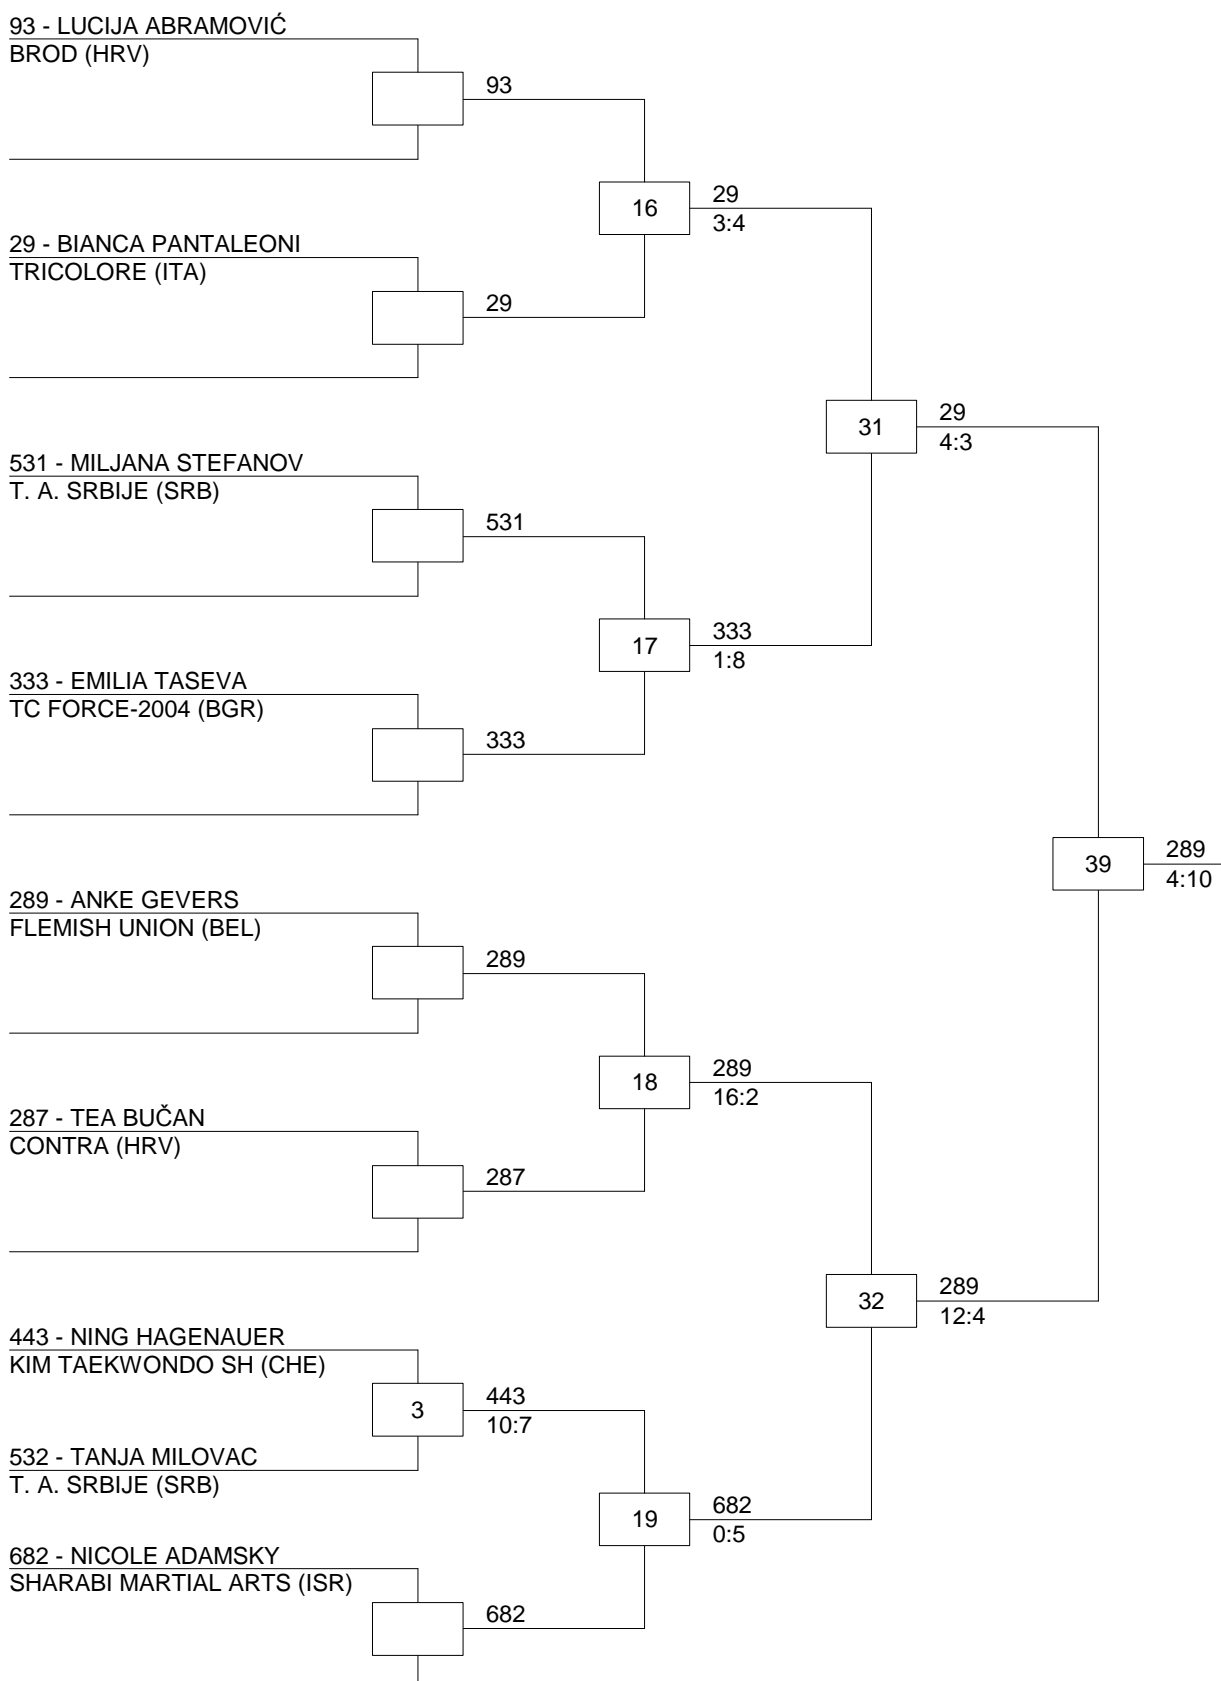 93 - LUCIJA ABRAMOVIĆ
BROD (HRV)
93
16
29
3:4
29 - BIANCA PANTALEONI
TRICOLORE (ITA)
29
31
29
4:3
531 - MILJANA STEFANOV
T. A. SRBIJE (SRB)
531
17
333
1:8
333 - EMILIA TASEVA
TC FORCE-2004 (BGR)
333
39
289
4:10
289 - ANKE GEVERS
FLEMISH UNION (BEL)
289
18
289
16:2
287 - TEA BUČAN
CONTRA (HRV)
287
32
289
12:4
443 - NING HAGENAUER
KIM TAEKWONDO SH (CHE)
3
443
10:7
532 - TANJA MILOVAC
T. A. SRBIJE (SRB)
19
682
0:5
682 - NICOLE ADAMSKY
SHARABI MARTIAL ARTS (ISR)
682